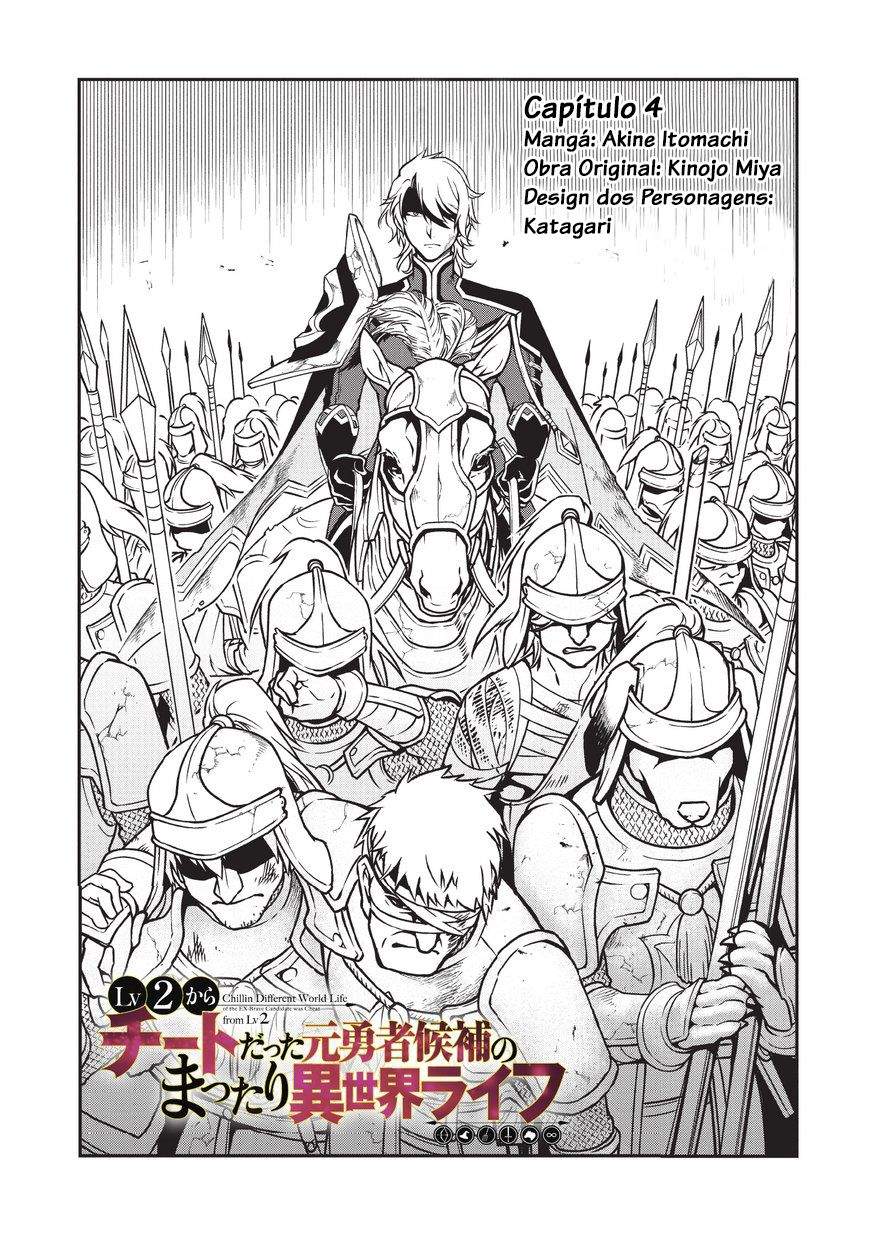 Capítulo 4
Mangá: Akine Itomachi
Obra Original: Kinojo Miya
Design dos Personagens:
Katagari
Lv2から
Chillin Different World Life
of the EX-Brave Candidate was Cheat
from Lv2
チートだった元勇者候補の
まったり異世界ライフ